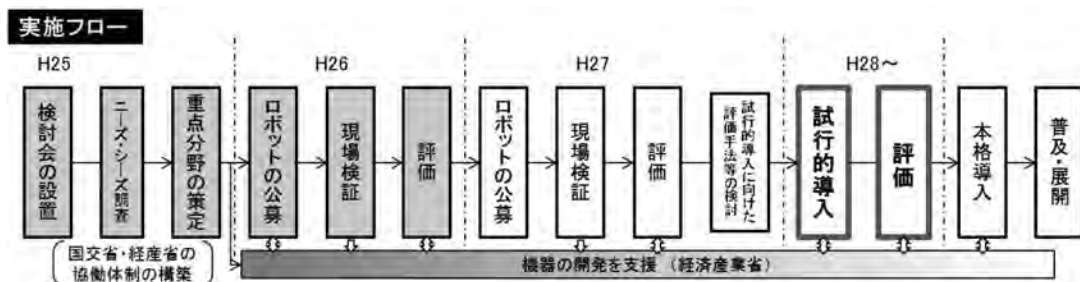 実施フロー
H25
H26
H27
H28～
検討会の設置
ニーズ・シーズ調査
重点分野の策定
ロボットの公募
現場検証
評価
ロボットの公募
現場検証
評価
試行的導入に向けた
評価手法等の検討
試行的導入
評価
本格導入
普及・展開
国交省・経産省の
協働体制の構築
機器の開発を支援 （経済産業省）